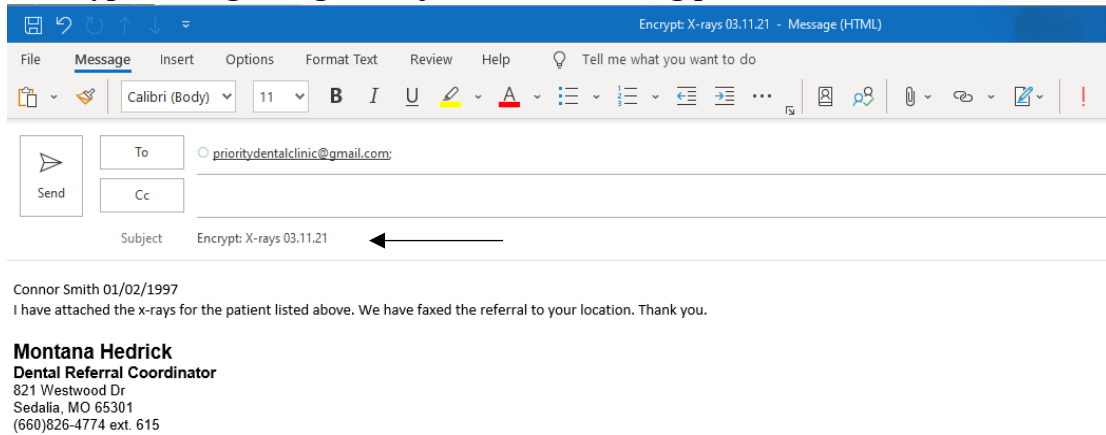 Encrypt: X-rays 03.11.21 - Message (HTML)
File Message Insert Options Format Text Review Help Tell me what you want to do
Calibri (Body) 11 B I U A
To prioritydentalclinic@gmail.com;
Send
Cc
Subject Encrypt: X-rays 03.11.21
Connor Smith 01/02/1997
I have attached the x-rays for the patient listed above. We have faxed the referral to your location. Thank you.
Montana Hedrick
Dental Referral Coordinator
821 Westwood Dr
Sedalia, MO 65301
(660)826-4774 ext. 615